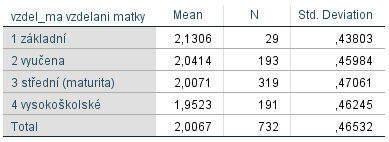 vzdel_ma vzdelani matky Mean N Std. Deviation
1 základní 2,1306 29 ,43803
2 vyučena 2,0414 193 ,45984
3 střední (maturita) 2,0071 319 ,47061
4 vysokoškolské 1,9523 191 ,46245
Total 2,0067 732 ,46532